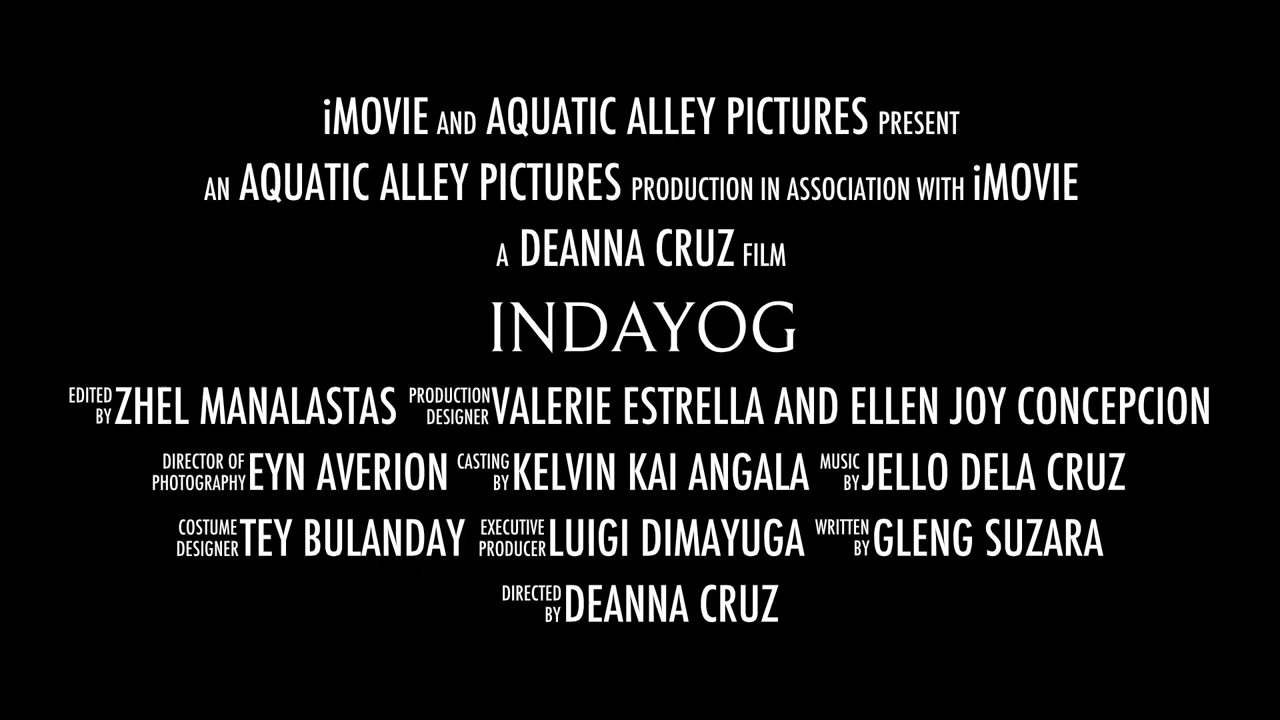 iMOVIE AND AQUATIC ALLEY PICTURES PRESENT
AN AQUATIC ALLEY PICTURES PRODUCTION IN ASSOCIATION WITH iMOVIE
A DEANNA CRUZ FILM
INDAYOG
EDITED BY ZHEL MANALASTAS PRODUCTION DESIGNER VALERIE ESTRELLA AND ELLEN JOY CONCEPCION
DIRECTOR OF PHOTOGRAPHY EYN AVERION CASTING BY KELVIN KAI ANGALA MUSIC BY JELLO DELA CRUZ
COSTUME DESIGNER TEY BULANDAY EXECUTIVE PRODUCER LUIGI DIMAYUGA WRITTEN BY GLENG SUZARA
DIRECTED BY DEANNA CRUZ